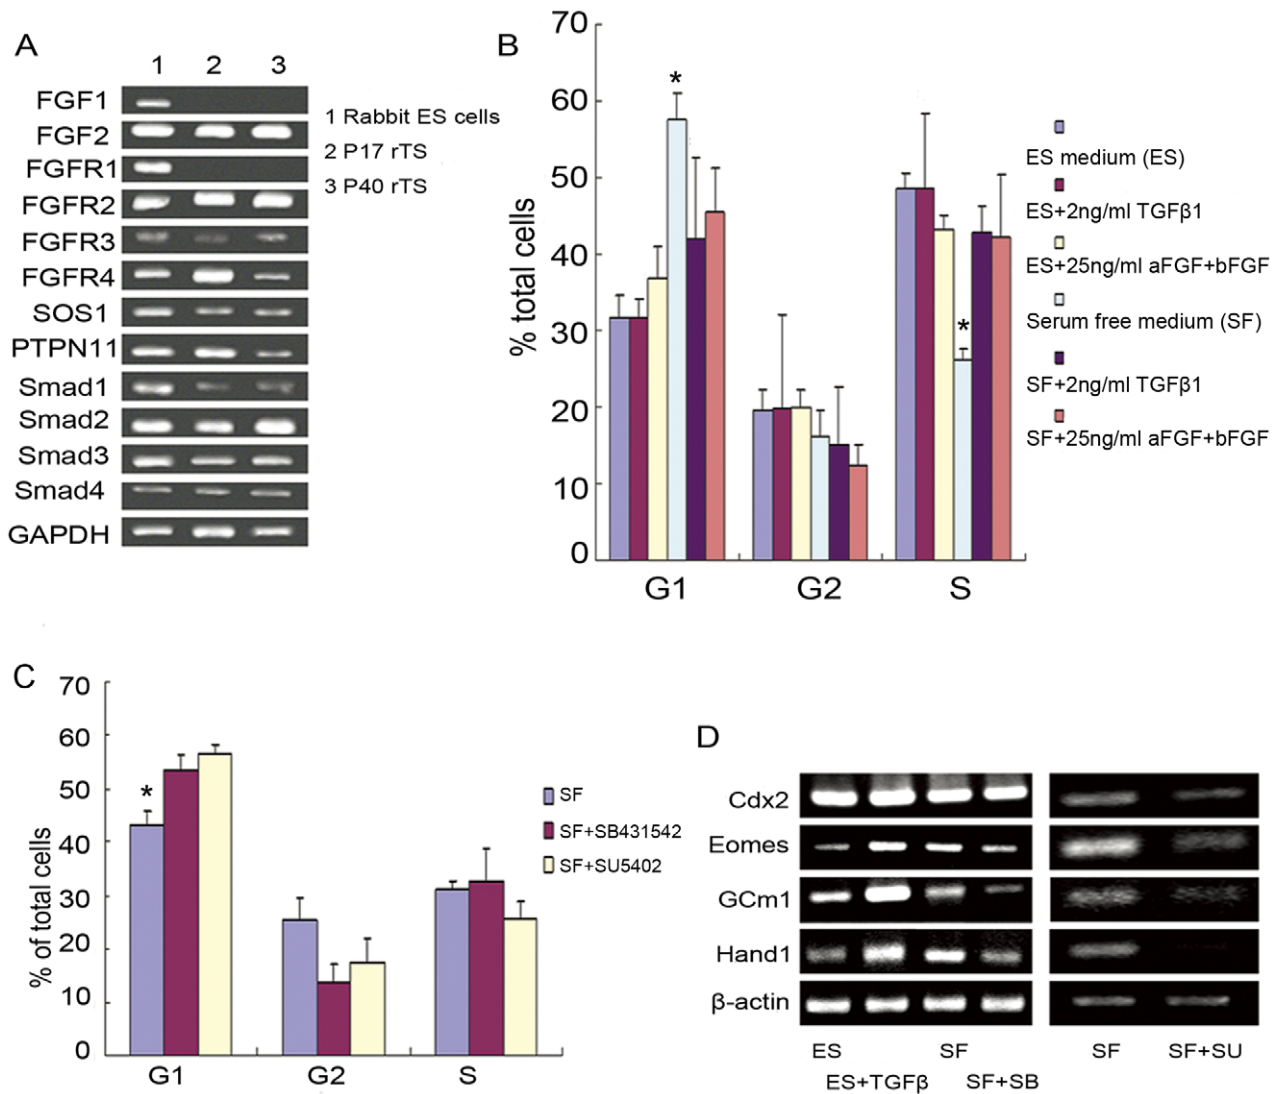 A
1 2 3
FGF1
FGF2
FGFR1
FGFR2
FGFR3
FGFR4
SOS1
PTPN11
Smad1
Smad2
Smad3
Smad4
GAPDH
1 Rabbit ES cells
2 P17 rTS
3 P40 rTS
B
% total cells
70
60
50
40
30
20
10
0
*
*
G1 G2 S
ES medium (ES)
ES+2ng/ml TGFβ1
ES+25ng/ml aFGF+bFGF
Serum free medium (SF)
SF+2ng/ml TGFβ1
SF+25ng/ml aFGF+bFGF
C
% of total cells
70
60
50
40
30
20
10
0
*
G1 G2 S
SF
SF+SB431542
SF+SU5402
D
Cdx2
Eomes
GCm1
Hand1
β-actin
ES SF SF SF+SU
ES+TGFβ SF+SB